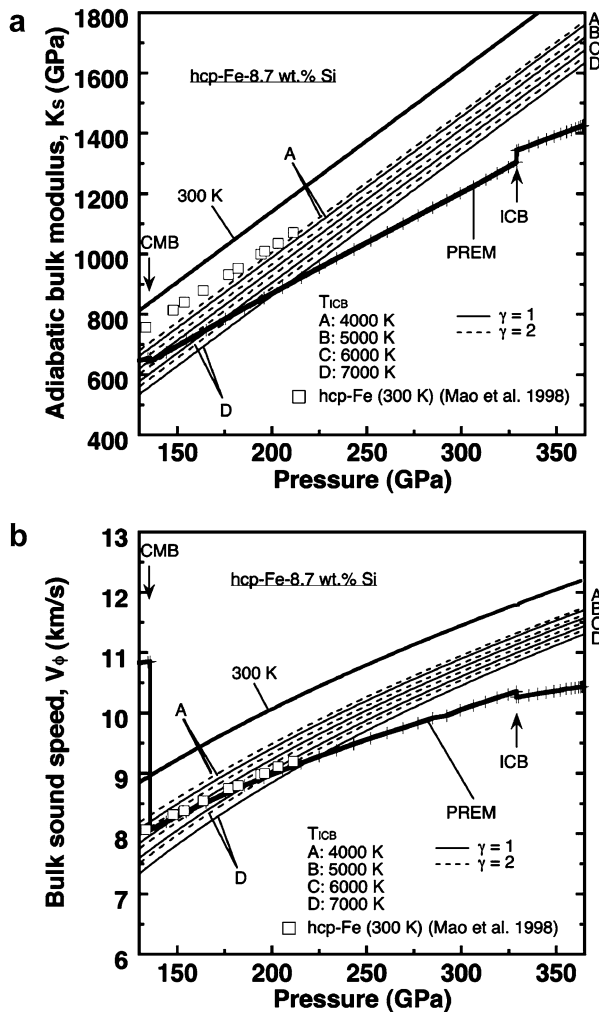 a
1800
1600
1400
1200
1000
800
600
400
Adiabatic bulk modulus, Ks (GPa)
hcp-Fe-8.7 wt.% Si
A
B
C
D
A
300 K
CMB
ICB
PREM
TICB
A: 4000 K
B: 5000 K
C: 6000 K
D: 7000 K
γ = 1
γ = 2
D
hcp-Fe (300 K) (Mao et al. 1998)
150 200 250 300 350
Pressure (GPa)
b
13
12
11
10
9
8
7
6
Bulk sound speed, VΦ (km/s)
CMB
hcp-Fe-8.7 wt.% Si
A
B
C
D
300 K
A
ICB
PREM
TICB
A: 4000 K
B: 5000 K
C: 6000 K
D: 7000 K
γ = 1
γ = 2
D
hcp-Fe (300 K) (Mao et al. 1998)
150 200 250 300 350
Pressure (GPa)